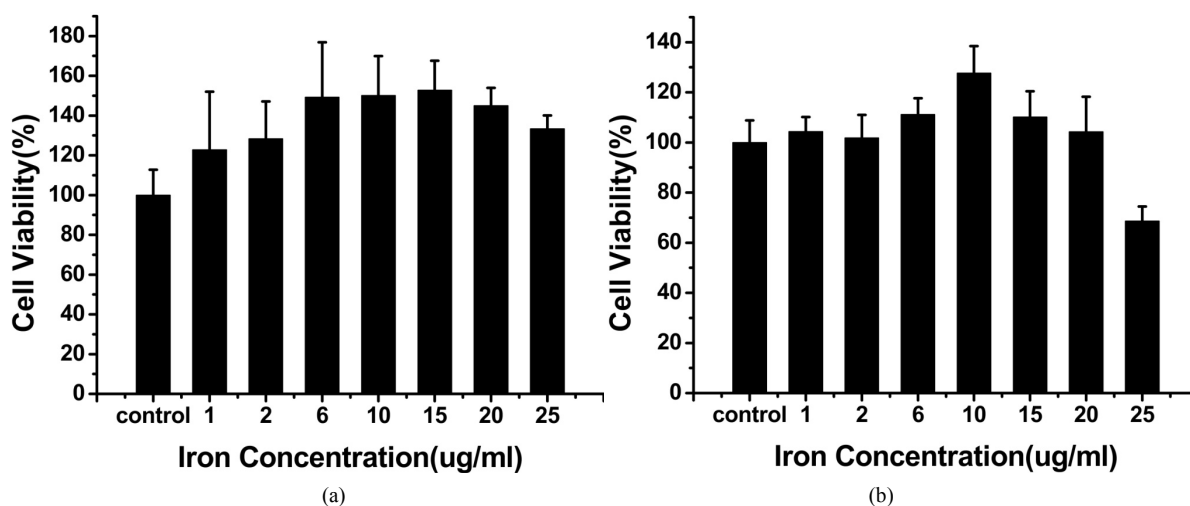 180
160
140
120
100
80
60
40
20
0
Cell Viability(%)
control 1 2 6 10 15 20 25
Iron Concentration(ug/ml)
(a)
140
120
100
80
60
40
20
0
Cell Viability(%)
control 1 2 6 10 15 20 25
Iron Concentration(ug/ml)
(b)